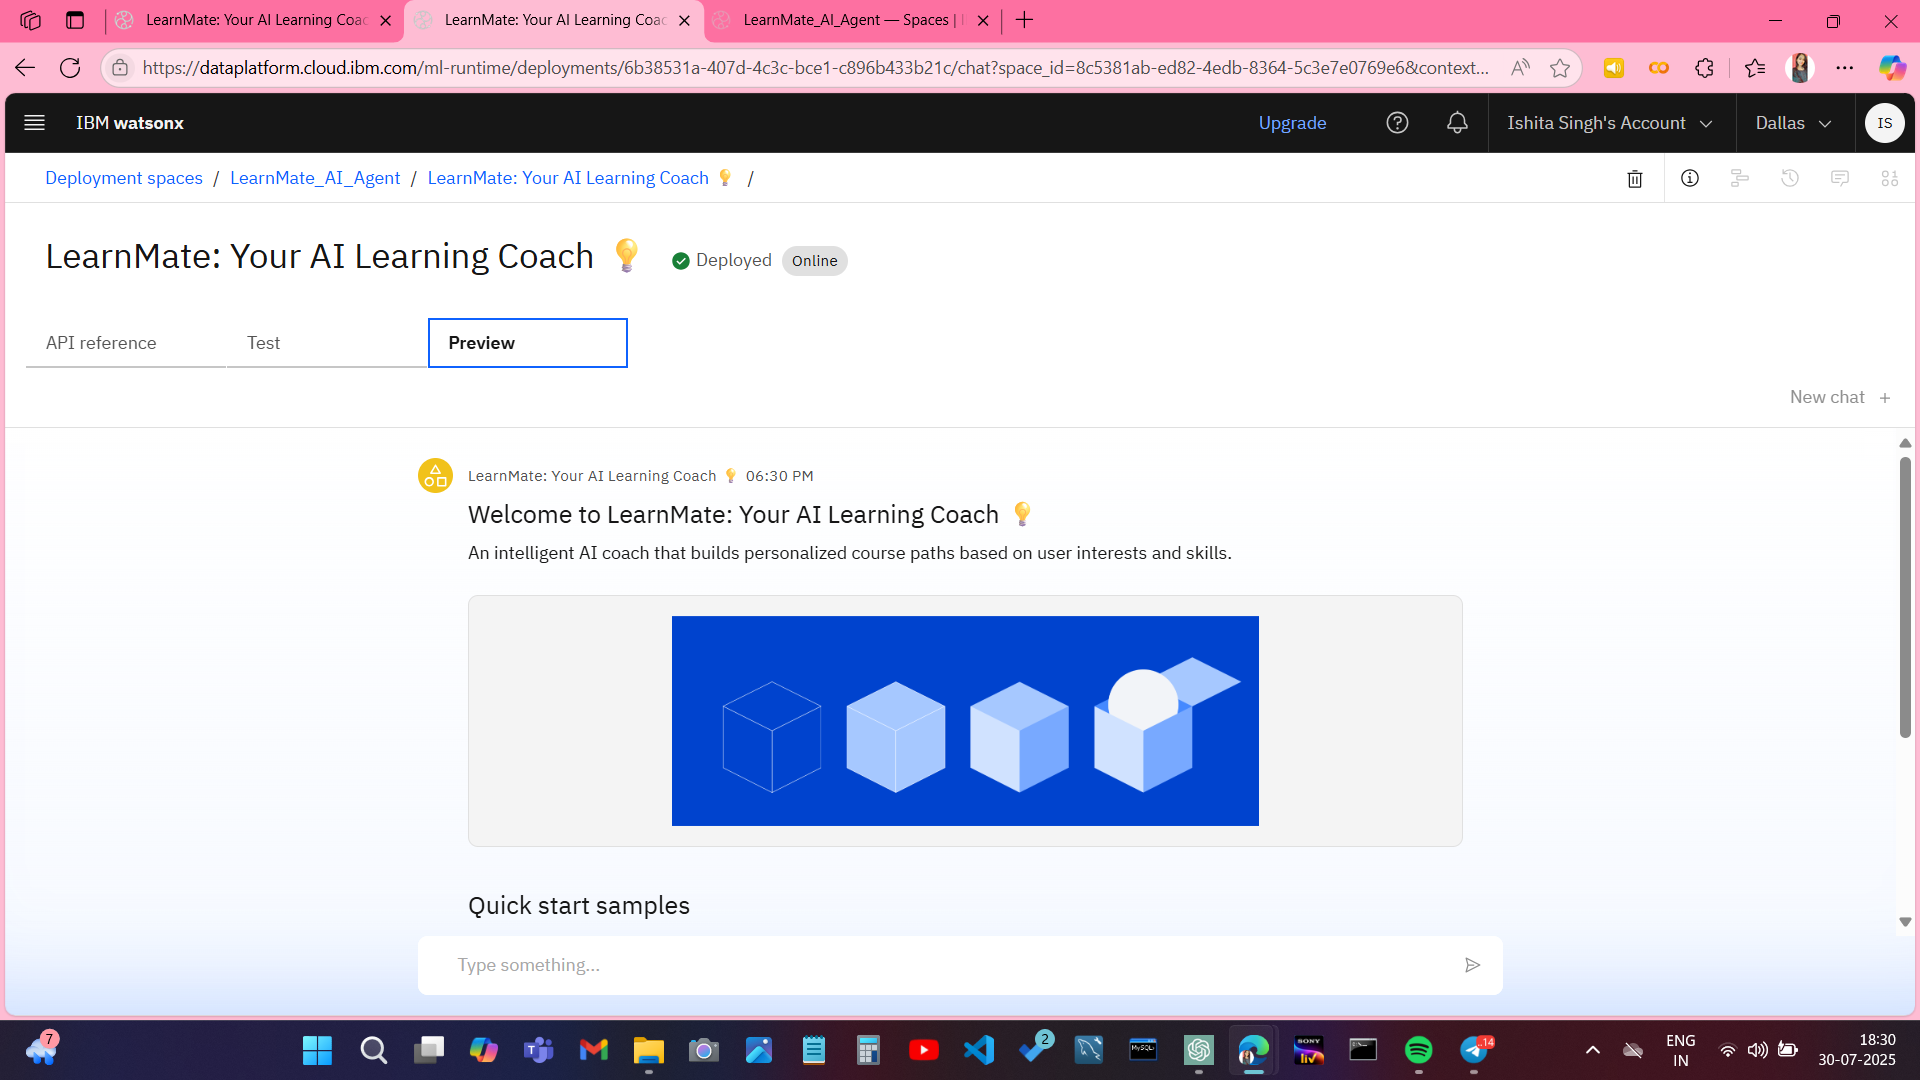 LearnMate: Your AI Learning Coac
LearnMate: Your AI Learning Coac
LearnMate_AI_Agent — Spaces |
https://dataplatform.cloud.ibm.com/ml-runtime/deployments/6b38531a-407d-4c3c-bce1-c896b433b21c/chat?space_id=8c5381ab-ed82-4edb-8364-5c3e7e0769e6&context...
IBM watsonx
Upgrade
Ishita Singh's Account
Dallas
IS
Deployment spaces / LearnMate_AI_Agent / LearnMate: Your AI Learning Coach 💡 /
LearnMate: Your AI Learning Coach 💡
Deployed
Online
API reference
Test
Preview
New chat +
LearnMate: Your AI Learning Coach 💡 06:30 PM
Welcome to LearnMate: Your AI Learning Coach 💡
An intelligent AI coach that builds personalized course paths based on user interests and skills.
Quick start samples
Type something...
7
2
MySQL
SONY
liv
14
ENG
IN
18:30
30-07-2025